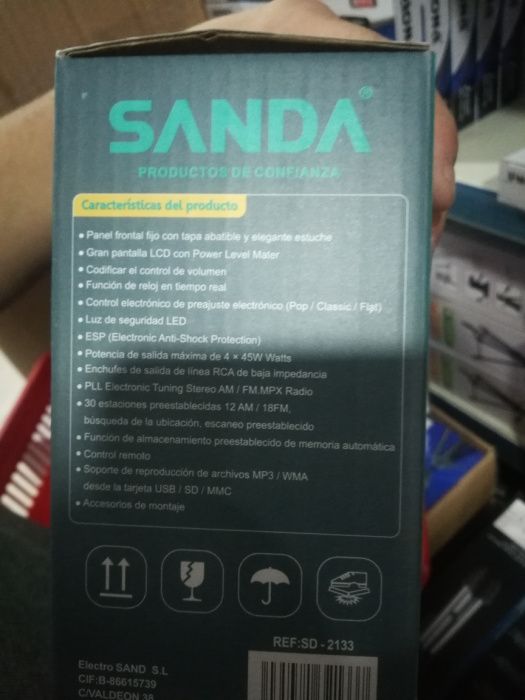 SANDA®
PRODUCTOS DE CONFIANZA
Características del producto
• Panel frontal fijo con tapa abatible y elegante estuche
• Gran pantalla LCD con Power Level Mater
• Codificar el control de volumen
• Función de reloj en tiempo real
• Control electrónico de preajuste electrónico (Pop / Classic / Flat)
• Luz de seguridad LED
• ESP (Electronic Anti-Shock Protection)
• Potencia de salida máxima de 4 × 45W Watts
• Enchufes de salida de línea RCA de baja impedancia
• PLL Electronic Tuning Stereo AM / FM.MPX Radio
• 30 estaciones preestablecidas 12 AM / 18FM,
búsqueda de la ubicación, escaneo preestablecido
• Función de almacenamiento preestablecido de memoria automática
• Control remoto
• Soporte de reproducción de archivos MP3 / WMA
desde la tarjeta USB / SD / MMC
• Accesorios de montaje
REF:SD - 2133
Electro SAND S.L
CIF:B-86615739
C/VALDEON 38